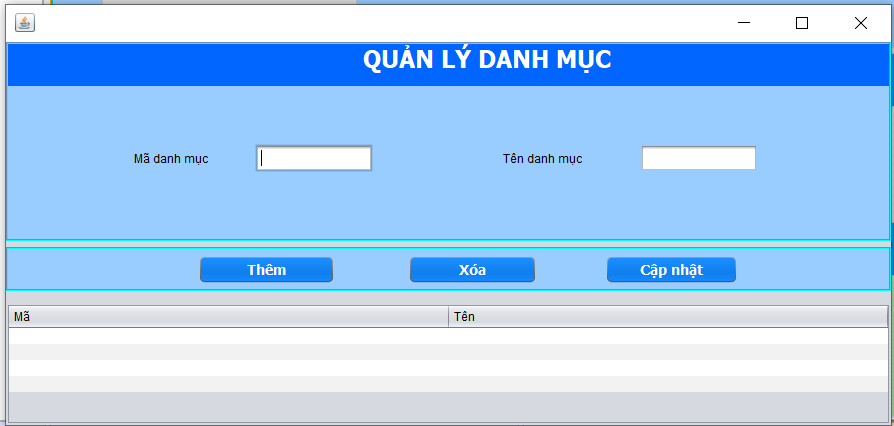 QUẢN LÝ DANH MỤC
Mã danh mục
Tên danh mục
Thêm
Xóa
Cập nhật
Mã
Tên